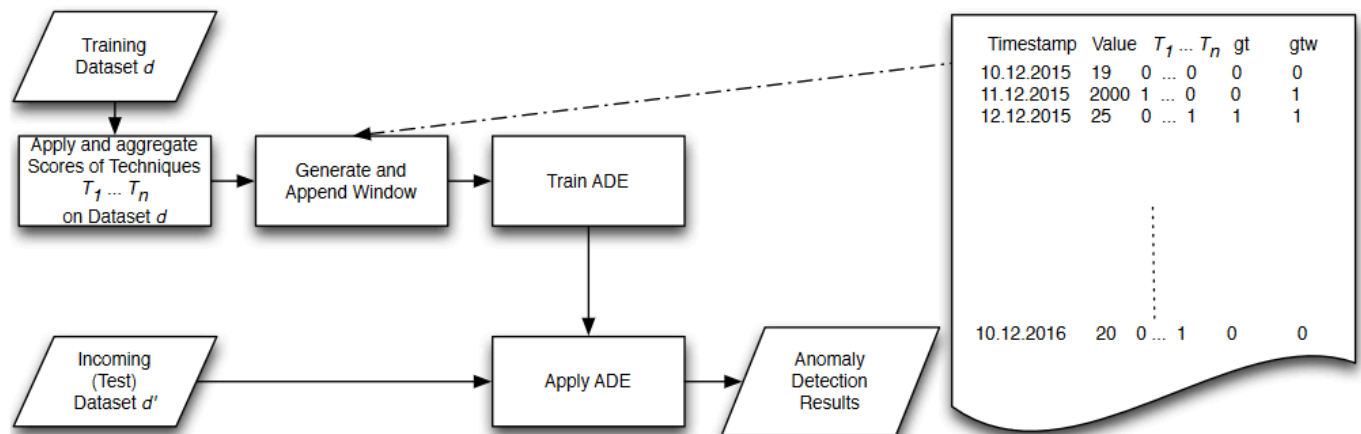 Training
Dataset d
Apply and aggregate
Scores of Techniques
T1 ... Tn
on Dataset d
Generate and
Append Window
Train ADE
Incoming
(Test)
Dataset d'
Apply ADE
Anomaly
Detection
Results
Timestamp Value T1 ... Tn gt gtw
10.12.2015 19 0 ... 0 0 0
11.12.2015 2000 1 ... 0 0 1
12.12.2015 25 0 ... 1 1 1
10.12.2016 20 0 ... 1 0 0